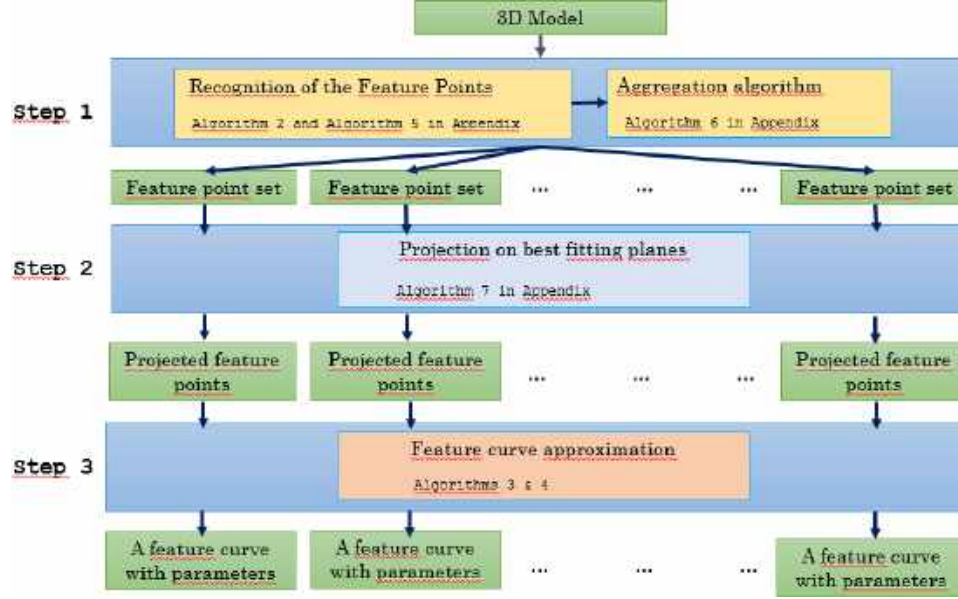 3D Model
Step 1
Recognition of the Feature Points
Algorithm 2 and Algorithm 5 in Appendix
Aggregation algorithm
Algorithm 6 in Appendix
Feature point set
Feature point set
... ... ...
Feature point set
Step 2
Projection on best fitting planes
Algorithm 7 in Appendix
Projected feature
points
Projected feature
points
... ... ...
Projected feature
points
Step 3
Feature curve approximation
Algorithms 3 & 4
A feature curve
with parameters
A feature curve
with parameters
... ... ...
A feature curve
with parameters